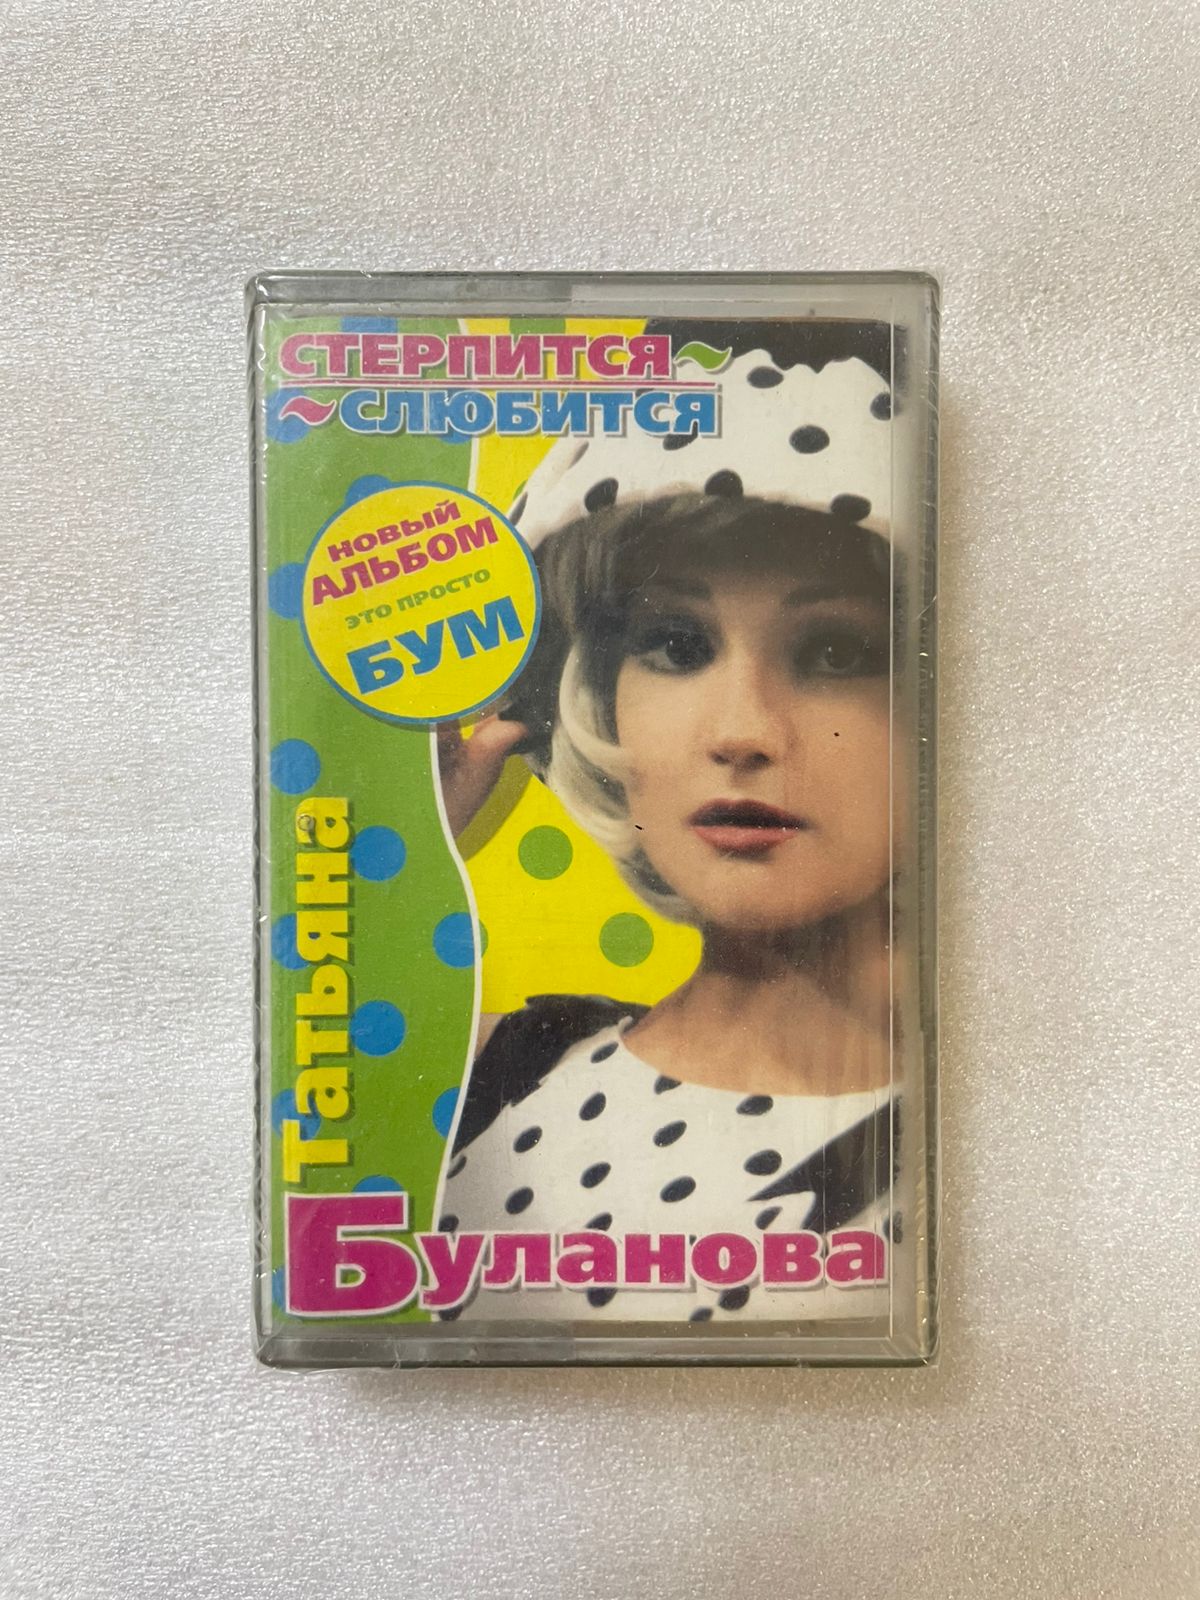 СТЕРПИТСЯ~
~СЛЮБИТСЯ
НОВЫЙ
АЛЬБОМ
ЭТО ПРОСТО
БУМ
Татьяна
Буланова